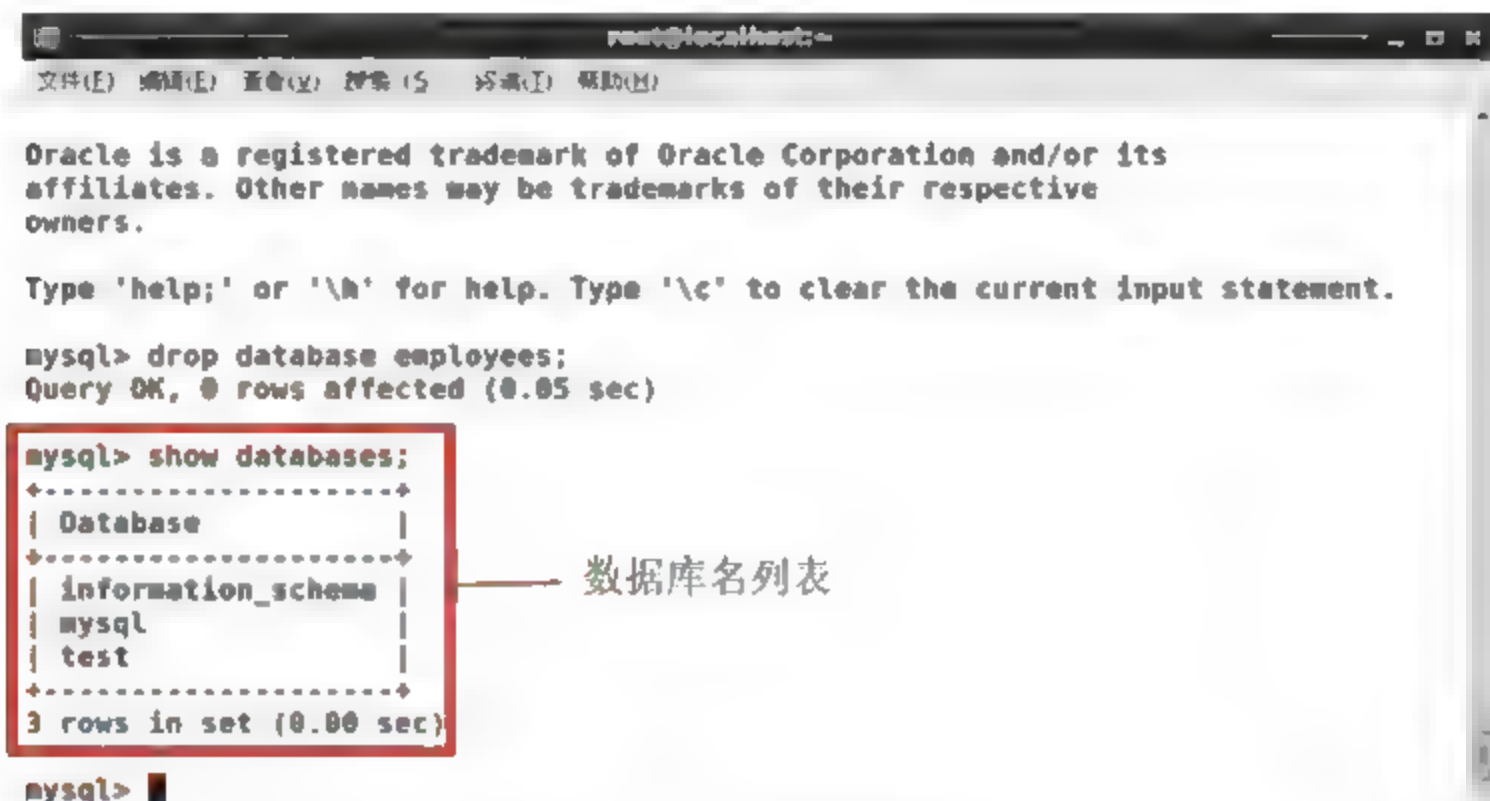 root@localhost:~
文件(F) 编辑(E) 查看(V) 搜索(S) 终端(T) 帮助(H)
Oracle is a registered trademark of Oracle Corporation and/or its
affiliates. Other names may be trademarks of their respective
owners.
Type 'help;' or '\h' for help. Type '\c' to clear the current input statement.
mysql> drop database employees;
Query OK, 0 rows affected (0.05 sec)
mysql> show databases;
+--------------------+
| Database           |
+--------------------+
| information_schema |
| mysql              |
| test               |
+--------------------+
3 rows in set (0.00 sec)
数据库名列表
mysql>